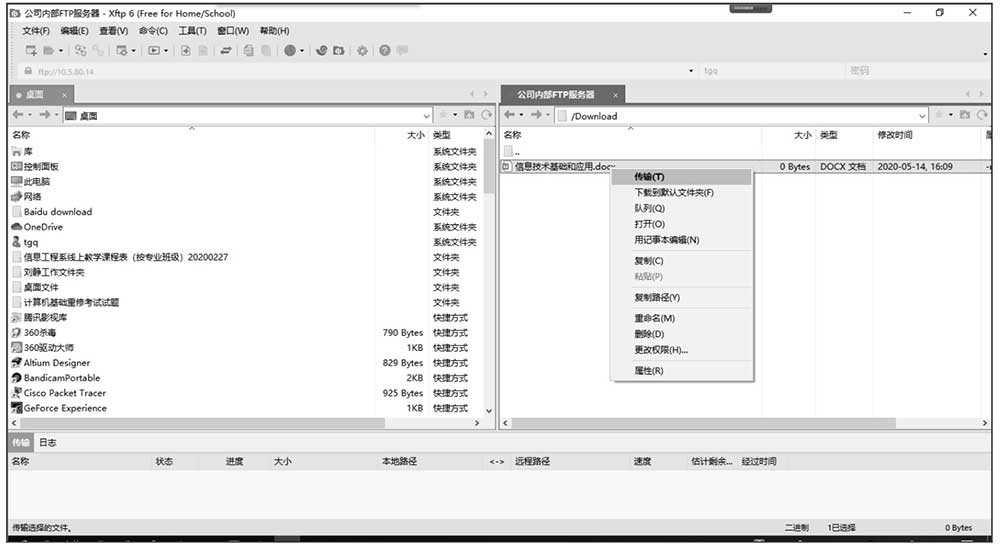 公司内部FTP服务器 - Xftp 6 (Free for Home/School)
文件(F) 编辑(E) 查看(V) 命令(C) 工具(T) 窗口(W) 帮助(H)
ftp://10.5.80.14 tgq 密码
桌面 × 公司内部FTP服务器 ×
桌面 /Download
名称 大小 类型 名称 大小 类型 修改时间
库 系统文件夹 ..
控制面板 系统文件夹 信息技术基础和应用.docx 0 Bytes DOCX 文档 2020-05-14, 16:09
此电脑 系统文件夹
网络 系统文件夹
Baidu download 文件夹
OneDrive 系统文件夹
tgq 系统文件夹
信息工程系线上教学课程表（按专业班级）20200227 文件夹
刘静工作文件夹 文件夹
桌面文件 文件夹
计算机基础重修考试试题 文件夹
腾讯影视库 快捷方式
360杀毒 790 Bytes 快捷方式
360驱动大师 1KB 快捷方式
Altium Designer 829 Bytes 快捷方式
BandicamPortable 2KB 快捷方式
Cisco Packet Tracer 925 Bytes 快捷方式
GeForce Experience 1KB 快捷方式
传输(T)
下载到默认文件夹(F)
队列(Q)
打开(O)
用记事本编辑(N)
复制(C)
粘贴(P)
复制路径(Y)
重命名(M)
删除(D)
更改权限(H)...
属性(R)
传输 日志
名称 状态 进度 大小 本地路径 <-> 远程路径 速度 估计剩余... 经过时间
传输选择的文件。 二进制 1已选择 0 Bytes